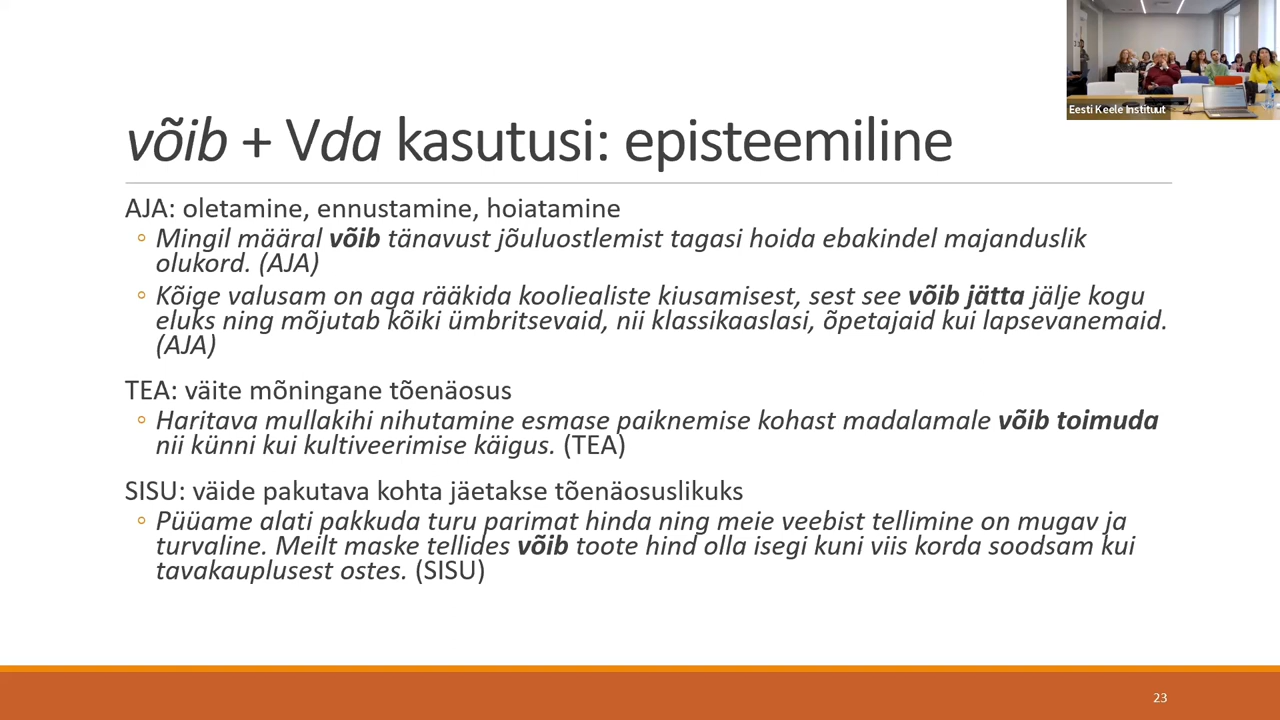 Eesti Keele Instituut
võib + Vda kasutusi: episteemiline
AJA: oletamine, ennustamine, hoiatamine
Mingil määral võib tänavust jõuluostlemist tagasi hoida ebakindel majanduslik
olukord. (AJA)
Kõige valusam on aga rääkida kooliealiste kiusamisest, sest see võib jätta jälje kogu
eluks ning mõjutab kõiki ümbritsevaid, nii klassikaaslasi, õpetajaid kui lapsevanemaid.
(AJA)
TEA: väite mõningane tõenäosus
Haritava mullakihi nihutamine esmase paiknemise kohast madalamale võib toimuda
nii künni kui kultiveerimise käigus. (TEA)
SISU: väide pakutava kohta jäetakse tõenäosuslikuks
Püüame alati pakkuda turu parimat hinda ning meie veebist tellimine on mugav ja
turvaline. Meilt maske tellides võib toote hind olla isegi kuni viis korda soodsam kui
tavakauplusest ostes. (SISU)
23